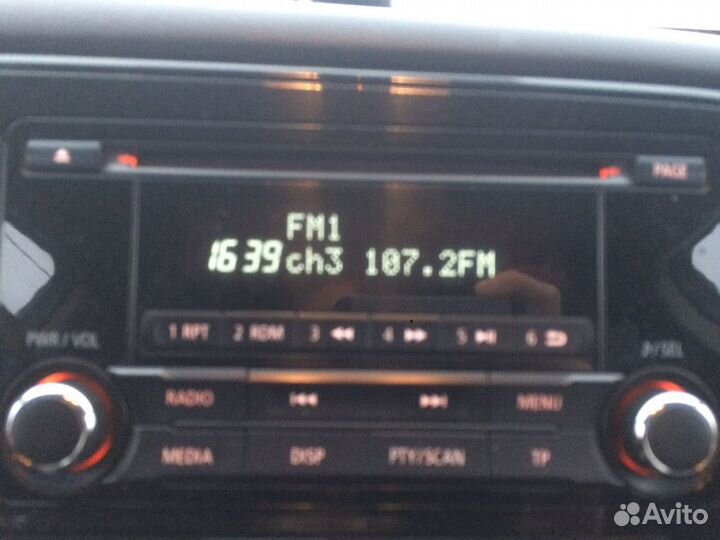 PAGE
FM1
1639 ch3 107.2FM
1 RPT 2 RDM 3 ◀◀ 4 ▶▶ 5 ▶II 6
PWR/VOL
♪/SEL
RADIO MENU
MEDIA DISP PTY/SCAN TP
Avito